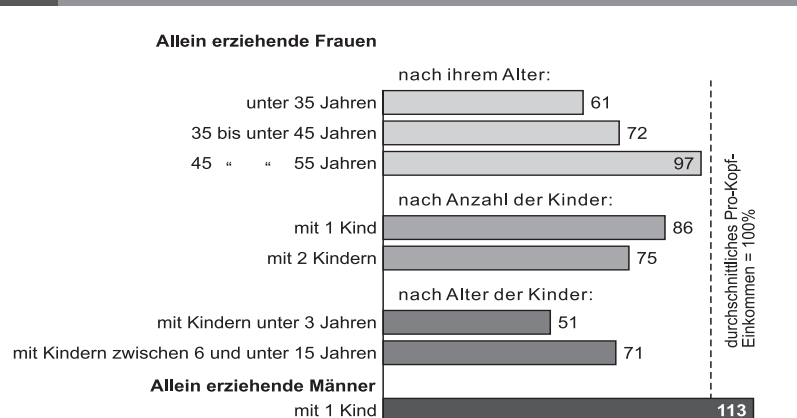 Allein erziehende Frauen
nach ihrem Alter:
unter 35 Jahren 61
35 bis unter 45 Jahren 72
45 “ “ 55 Jahren 97
nach Anzahl der Kinder:
mit 1 Kind 86
mit 2 Kindern 75
nach Alter der Kinder:
mit Kindern unter 3 Jahren 51
mit Kindern zwischen 6 und unter 15 Jahren 71
Allein erziehende Männer
mit 1 Kind 113
durchschnittliches Pro-Kopf-
Einkommen = 100%